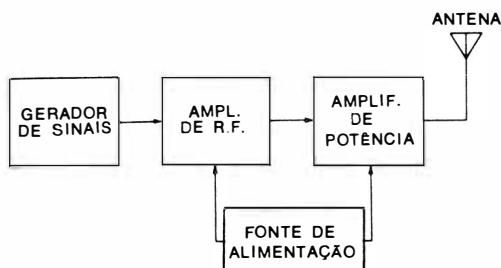 ANTENA
GERADOR
DE SINAIS
AMPL.
DE R.F.
AMPLIF.
DE
POTÊNCIA
FONTE DE
ALIMENTAÇÃO